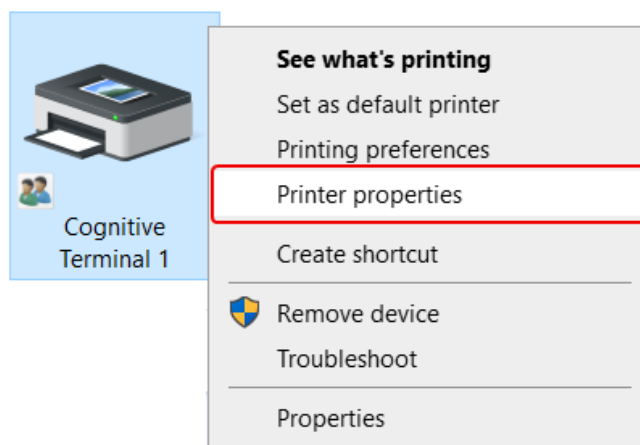 Cognitive
Terminal 1
See what's printing
Set as default printer
Printing preferences
Printer properties
Create shortcut
Remove device
Troubleshoot
Properties